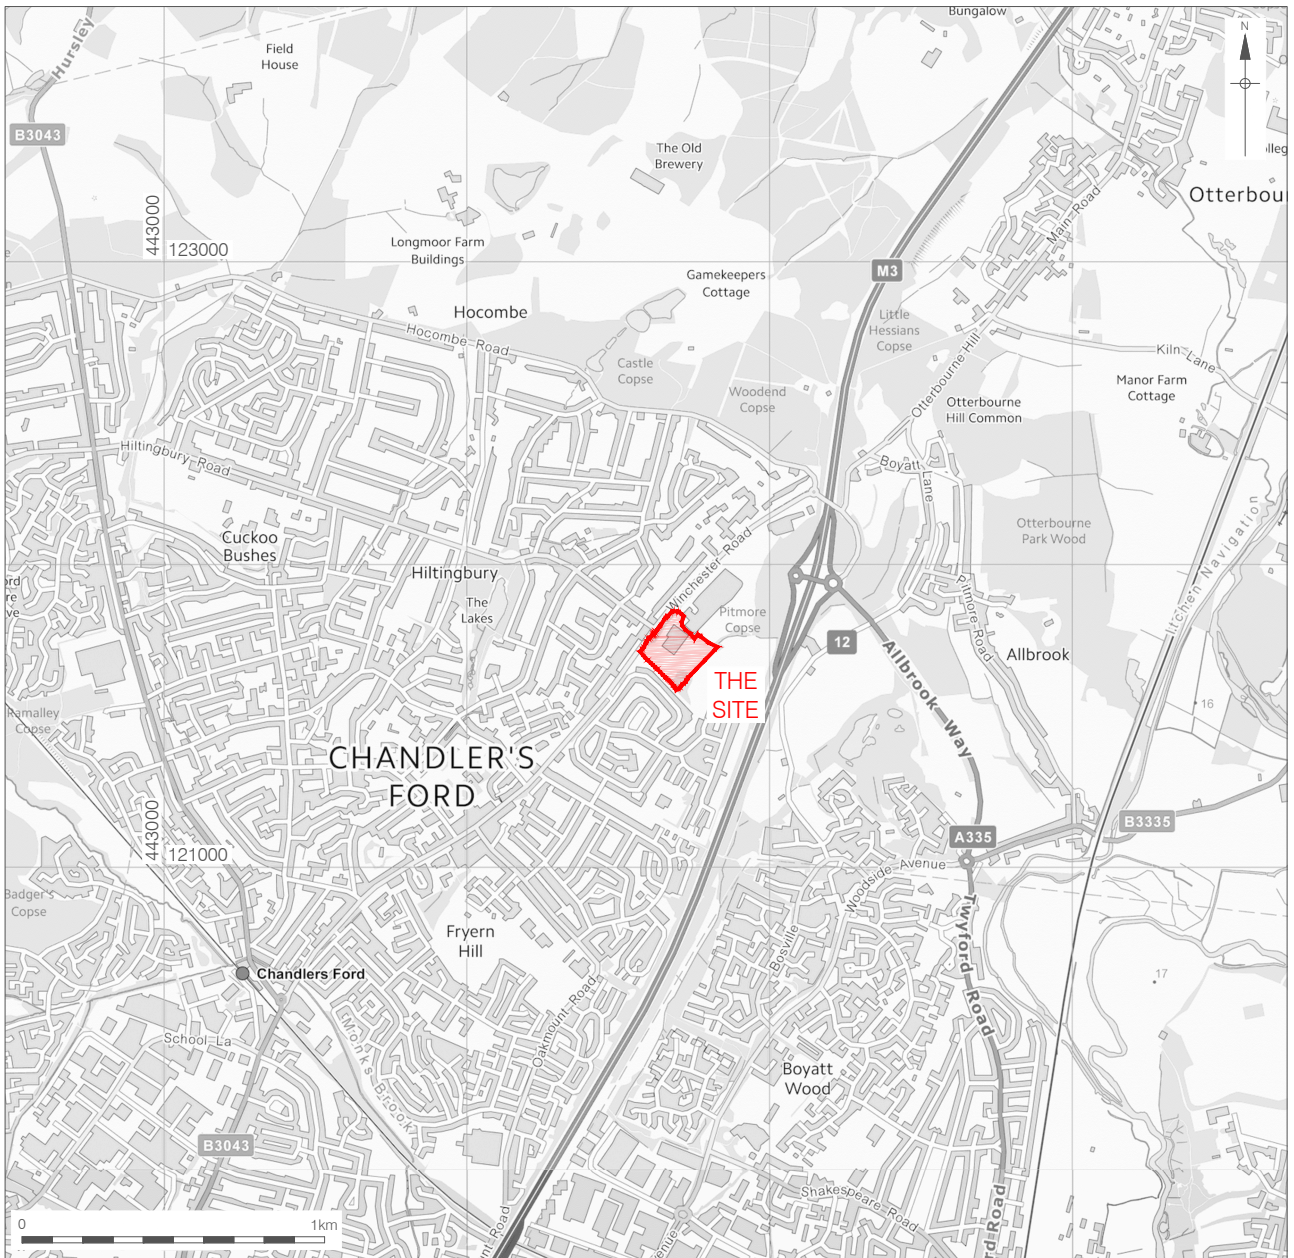 Bungalow
N
Hursley
Field
House
B3043
The Old
Brewery
Otterbou
Main Road
443000
123000
Longmoor Farm
Buildings
M3
Gamekeepers
Cottage
Hocombe
Little
Hessians
Copse
Hocombe Road
Kiln Lane
Castle
Copse
Manor Farm
Cottage
Woodend
Copse
Otterbourne Hill
Otterbourne
Hill Common
Hiltingbury Road
Boyatt Lane
Cuckoo
Bushes
Otterbourne
Park Wood
Itchen Navigation
Winchester Road
Hiltingbury
The
Lakes
Pitmore Road
Pitmore
Copse
12
Allbrook
Allbrook Way
THE
SITE
16
Ramalley
Copse
CHANDLER'S
FORD
443000
121000
B3335
A335
Woodside Avenue
Badger's
Copse
Twyford Road
Fryern
Hill
Bosville
Chandlers Ford
17
Oakmount Road
School La
Monks Brook
Boyatt
Wood
B3043
Shakespeare Road
0
1km